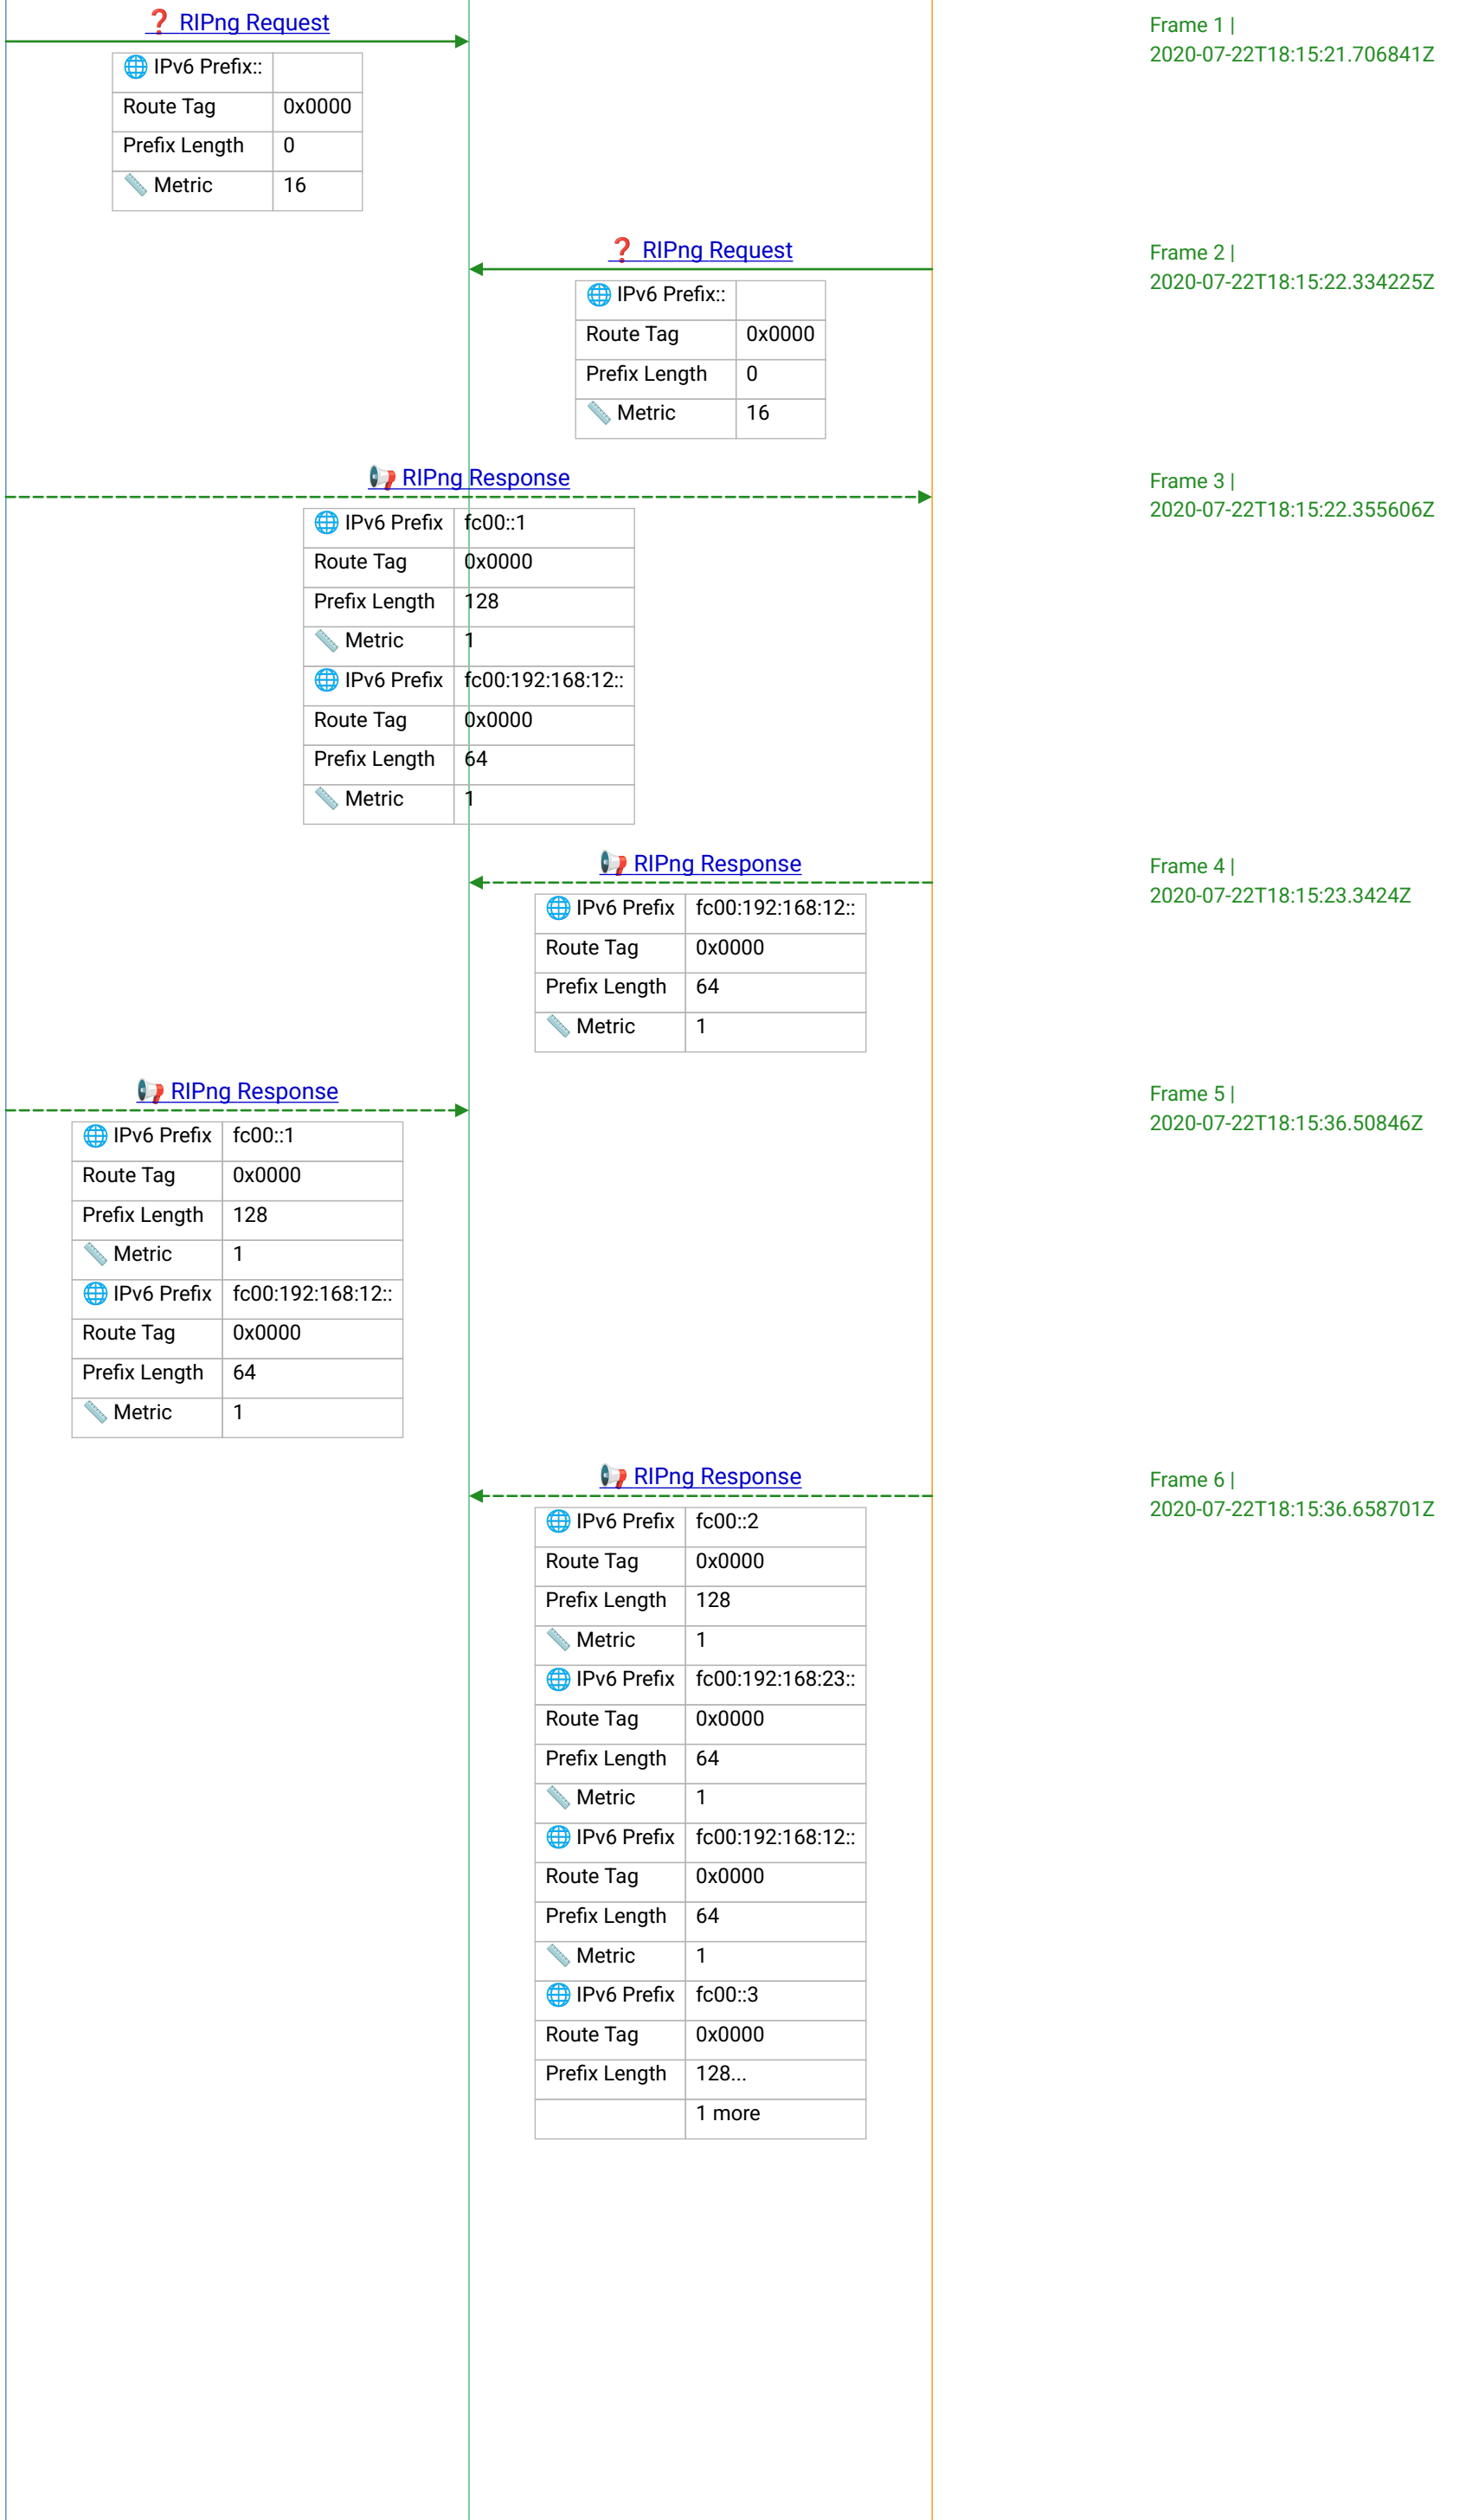 ❓ RIPng Request
Frame 1 |
2020-07-22T18:15:21.706841Z
🌐 IPv6 Prefix::
Route Tag 0x0000
Prefix Length 0
📏 Metric 16
❓ RIPng Request
Frame 2 |
2020-07-22T18:15:22.334225Z
🌐 IPv6 Prefix::
Route Tag 0x0000
Prefix Length 0
📏 Metric 16
📢 RIPng Response
Frame 3 |
2020-07-22T18:15:22.355606Z
🌐 IPv6 Prefix fc00::1
Route Tag 0x0000
Prefix Length 128
📏 Metric 1
🌐 IPv6 Prefix fc00:192:168:12::
Route Tag 0x0000
Prefix Length 64
📏 Metric 1
📢 RIPng Response
Frame 4 |
2020-07-22T18:15:23.3424Z
🌐 IPv6 Prefix fc00:192:168:12::
Route Tag 0x0000
Prefix Length 64
📏 Metric 1
📢 RIPng Response
Frame 5 |
2020-07-22T18:15:36.50846Z
🌐 IPv6 Prefix fc00::1
Route Tag 0x0000
Prefix Length 128
📏 Metric 1
🌐 IPv6 Prefix fc00:192:168:12::
Route Tag 0x0000
Prefix Length 64
📏 Metric 1
📢 RIPng Response
Frame 6 |
2020-07-22T18:15:36.658701Z
🌐 IPv6 Prefix fc00::2
Route Tag 0x0000
Prefix Length 128
📏 Metric 1
🌐 IPv6 Prefix fc00:192:168:23::
Route Tag 0x0000
Prefix Length 64
📏 Metric 1
🌐 IPv6 Prefix fc00:192:168:12::
Route Tag 0x0000
Prefix Length 64
📏 Metric 1
🌐 IPv6 Prefix fc00::3
Route Tag 0x0000
Prefix Length 128...
1 more